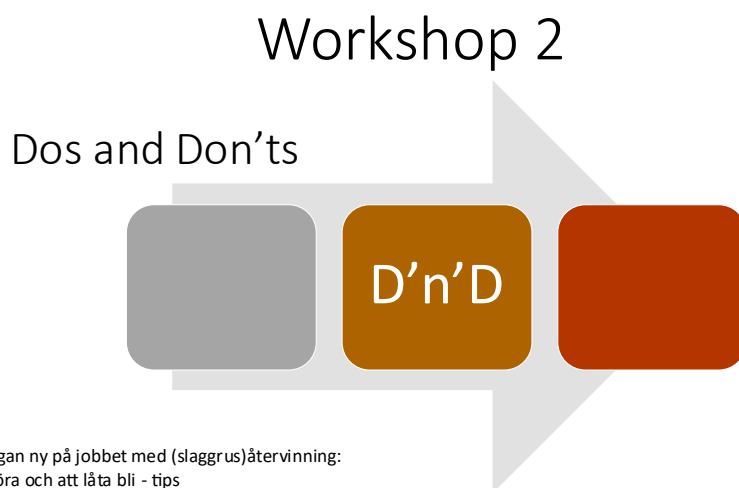 Workshop 2
Dos and Don’ts
D’n’D
gan ny på jobbet med (slaggrus)återvinning:
öra och att låta bli - tips